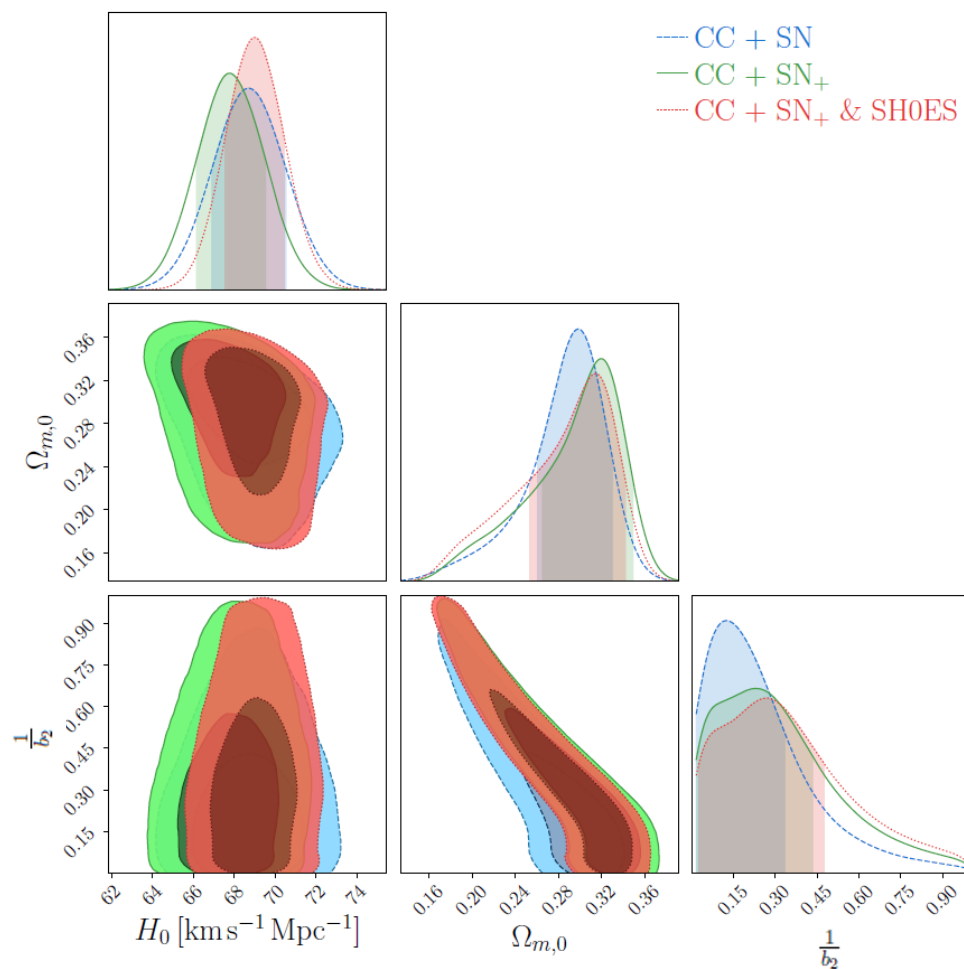 CC + SN
CC + SN₊
CC + SN₊ & SH0ES
Ωₘ,₀
0.36
0.32
0.28
0.24
0.20
0.16
1/b₂
0.90
0.75
0.60
0.45
0.30
0.15
62 64 66 68 70 72 74
H₀ [km s⁻¹ Mpc⁻¹]
0.16 0.20 0.24 0.28 0.32 0.36
Ωₘ,₀
0.15 0.30 0.45 0.60 0.75 0.90
1/b₂